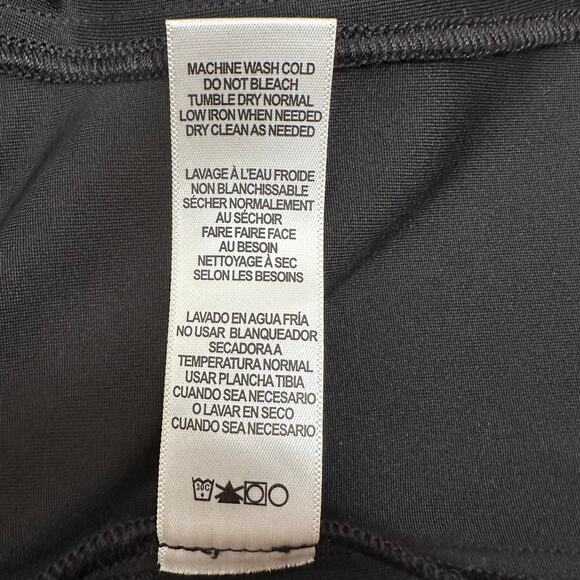 MACHINE WASH COLD
DO NOT BLEACH
TUMBLE DRY NORMAL
LOW IRON WHEN NEEDED
DRY CLEAN AS NEEDED
LAVAGE À L'EAU FROIDE
NON BLANCHISSABLE
SÉCHER NORMALEMENT
AU SÉCHOIR
FAIRE FAIRE FACE
AU BESOIN
NETTOYAGE À SEC
SELON LES BESOINS
LAVADO EN AGUA FRÍA
NO USAR BLANQUEADOR
SECADORA A
TEMPERATURA NORMAL
USAR PLANCHA TIBIA
CUANDO SEA NECESARIO
O LAVAR EN SECO
CUANDO SEA NECESARIO
30C